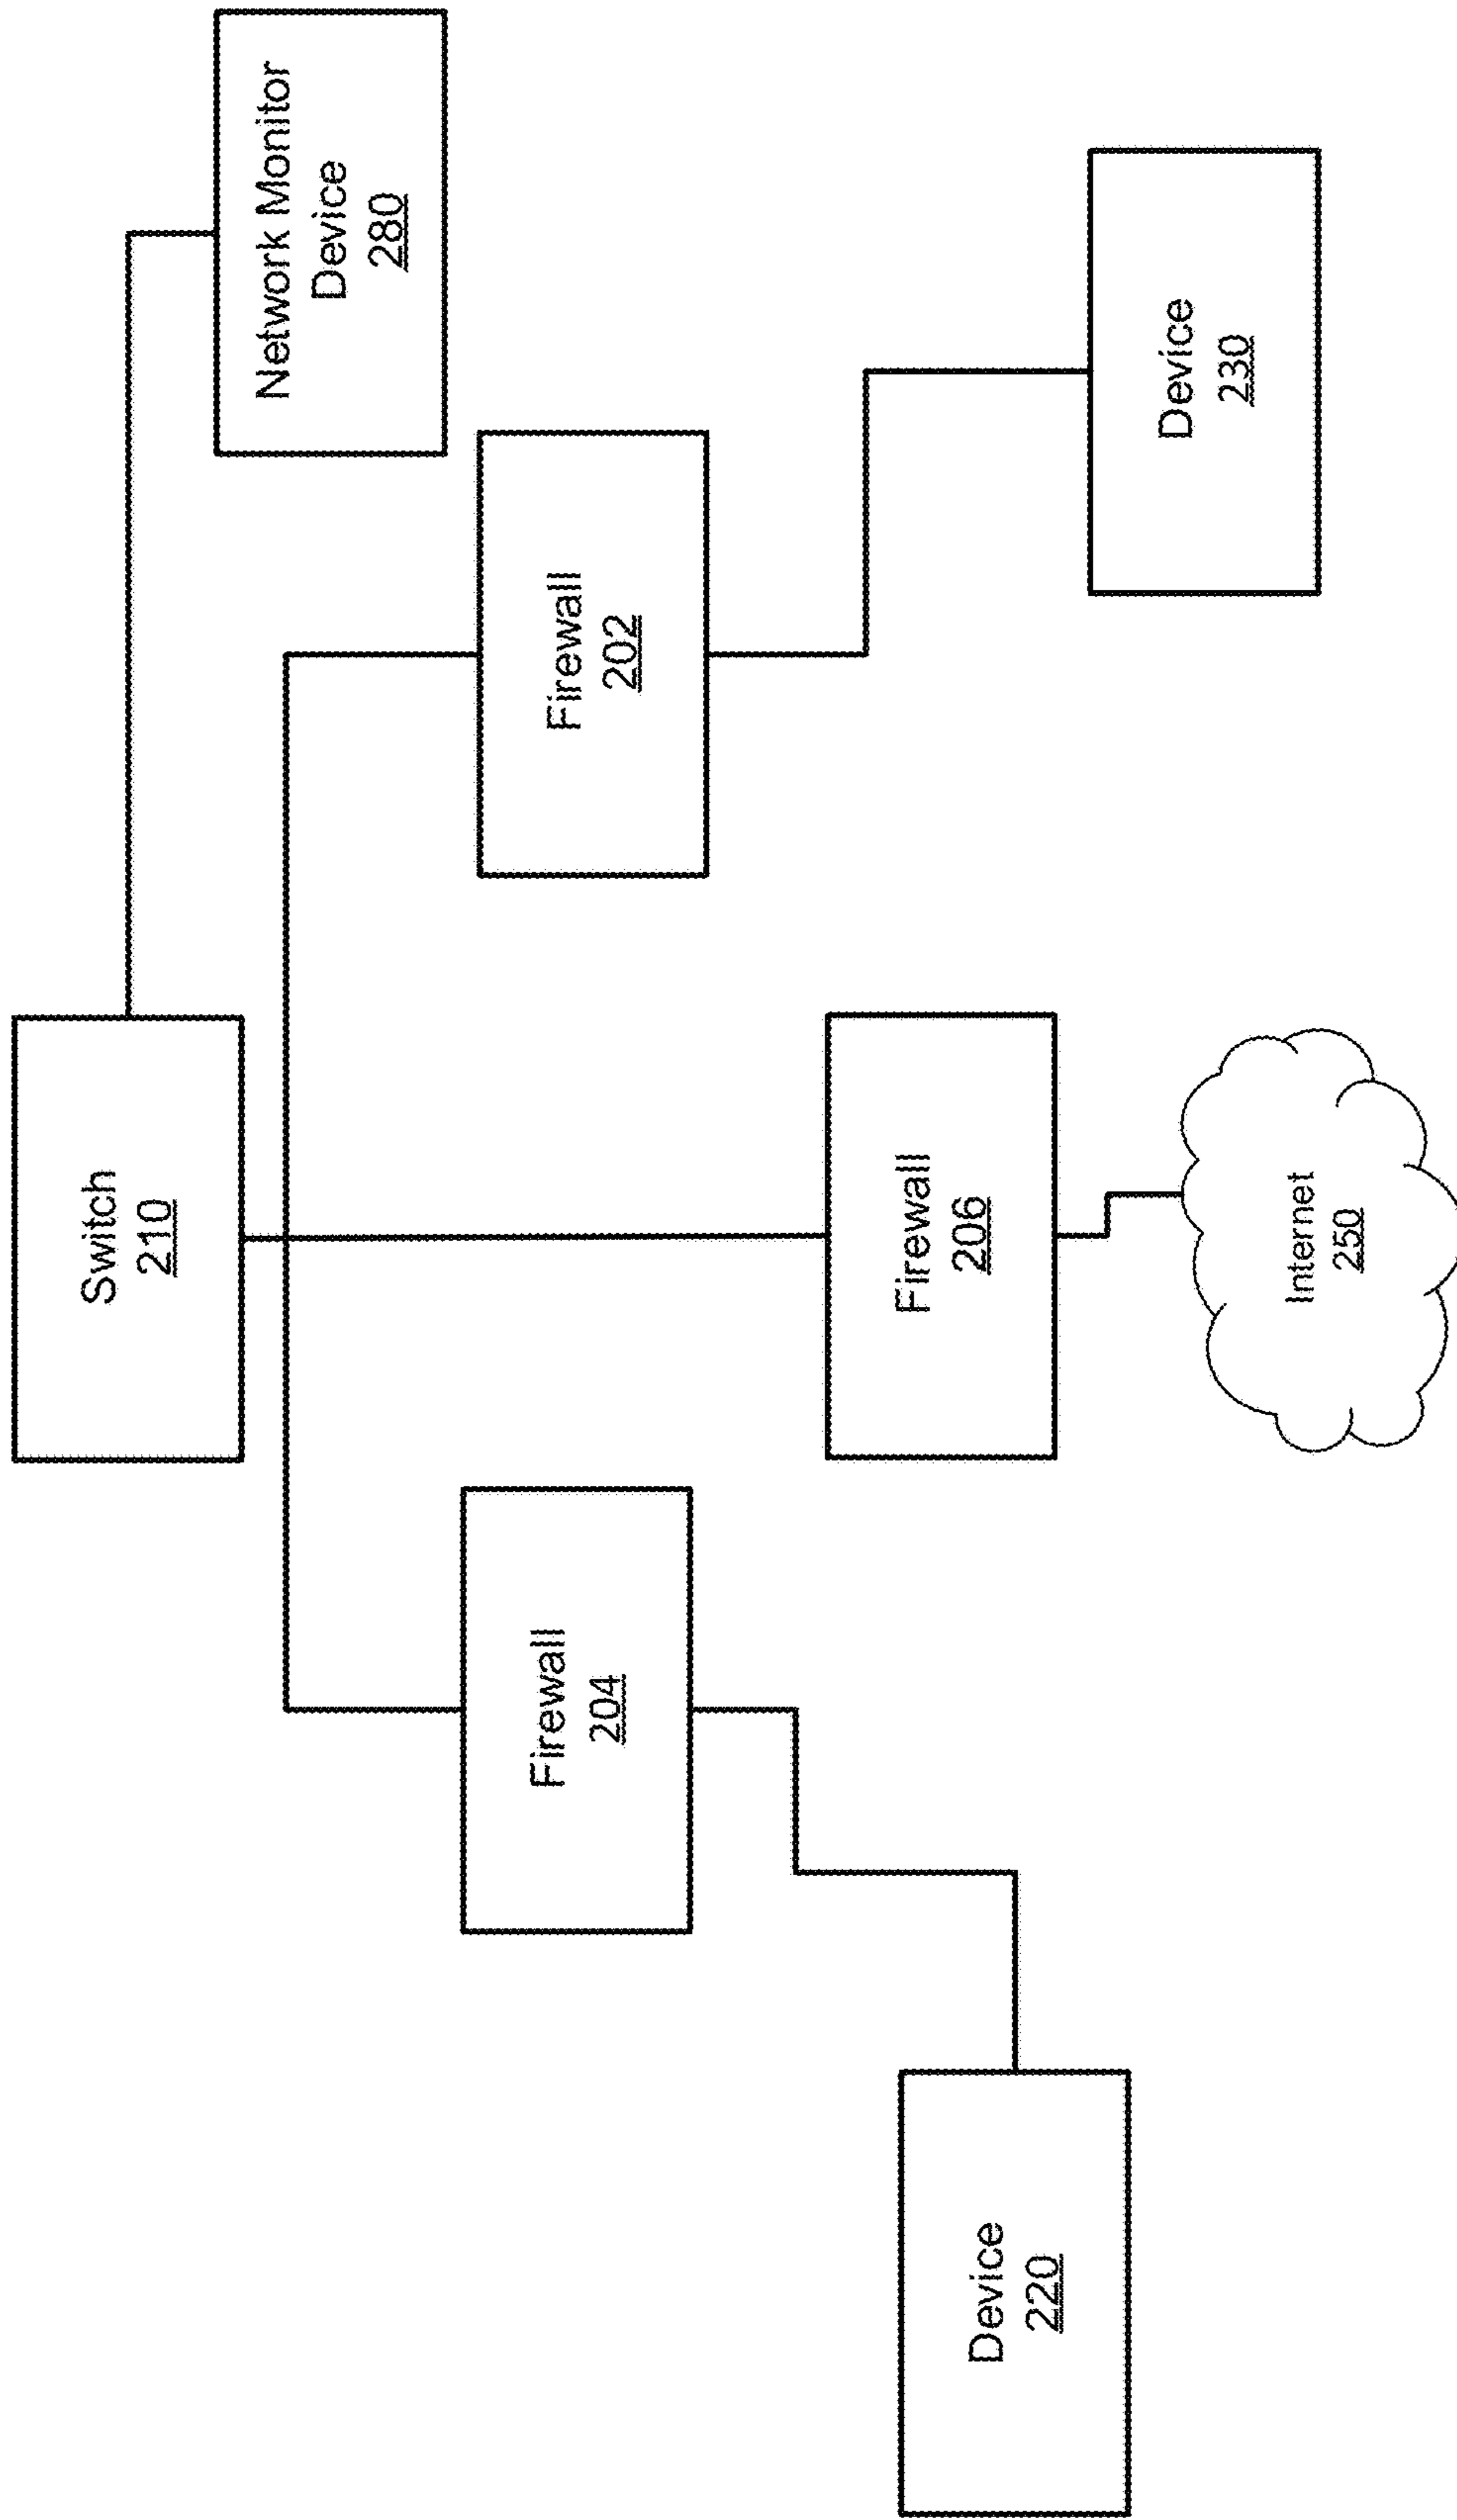 Switch
210
Network Monitor
Device
280
Firewall
204
Firewall
202
Firewall
206
Device
220
Internet
250
Device
230